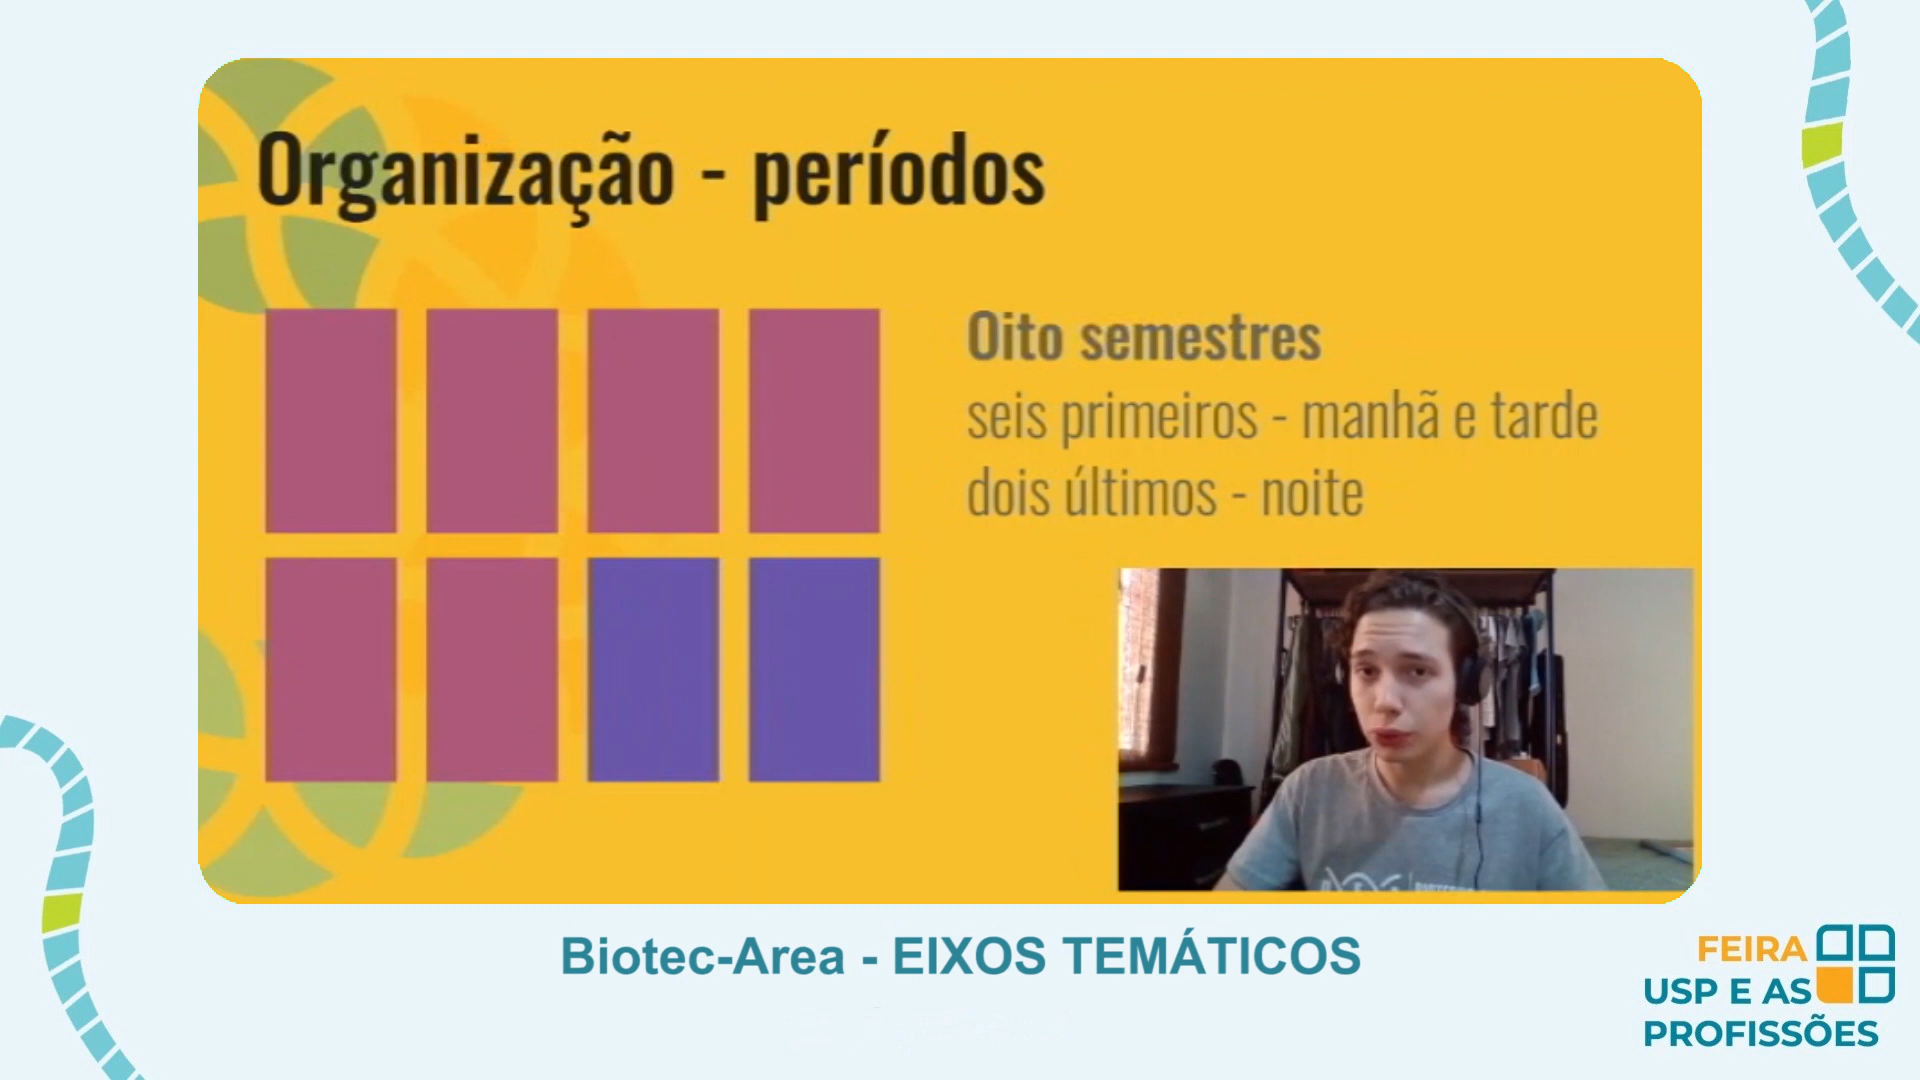 Organização - períodos
Oito semestres
seis primeiros - manhã e tarde
dois últimos - noite
Biotec-Area - EIXOS TEMÁTICOS
FEIRA
USP E AS
PROFISSÕES